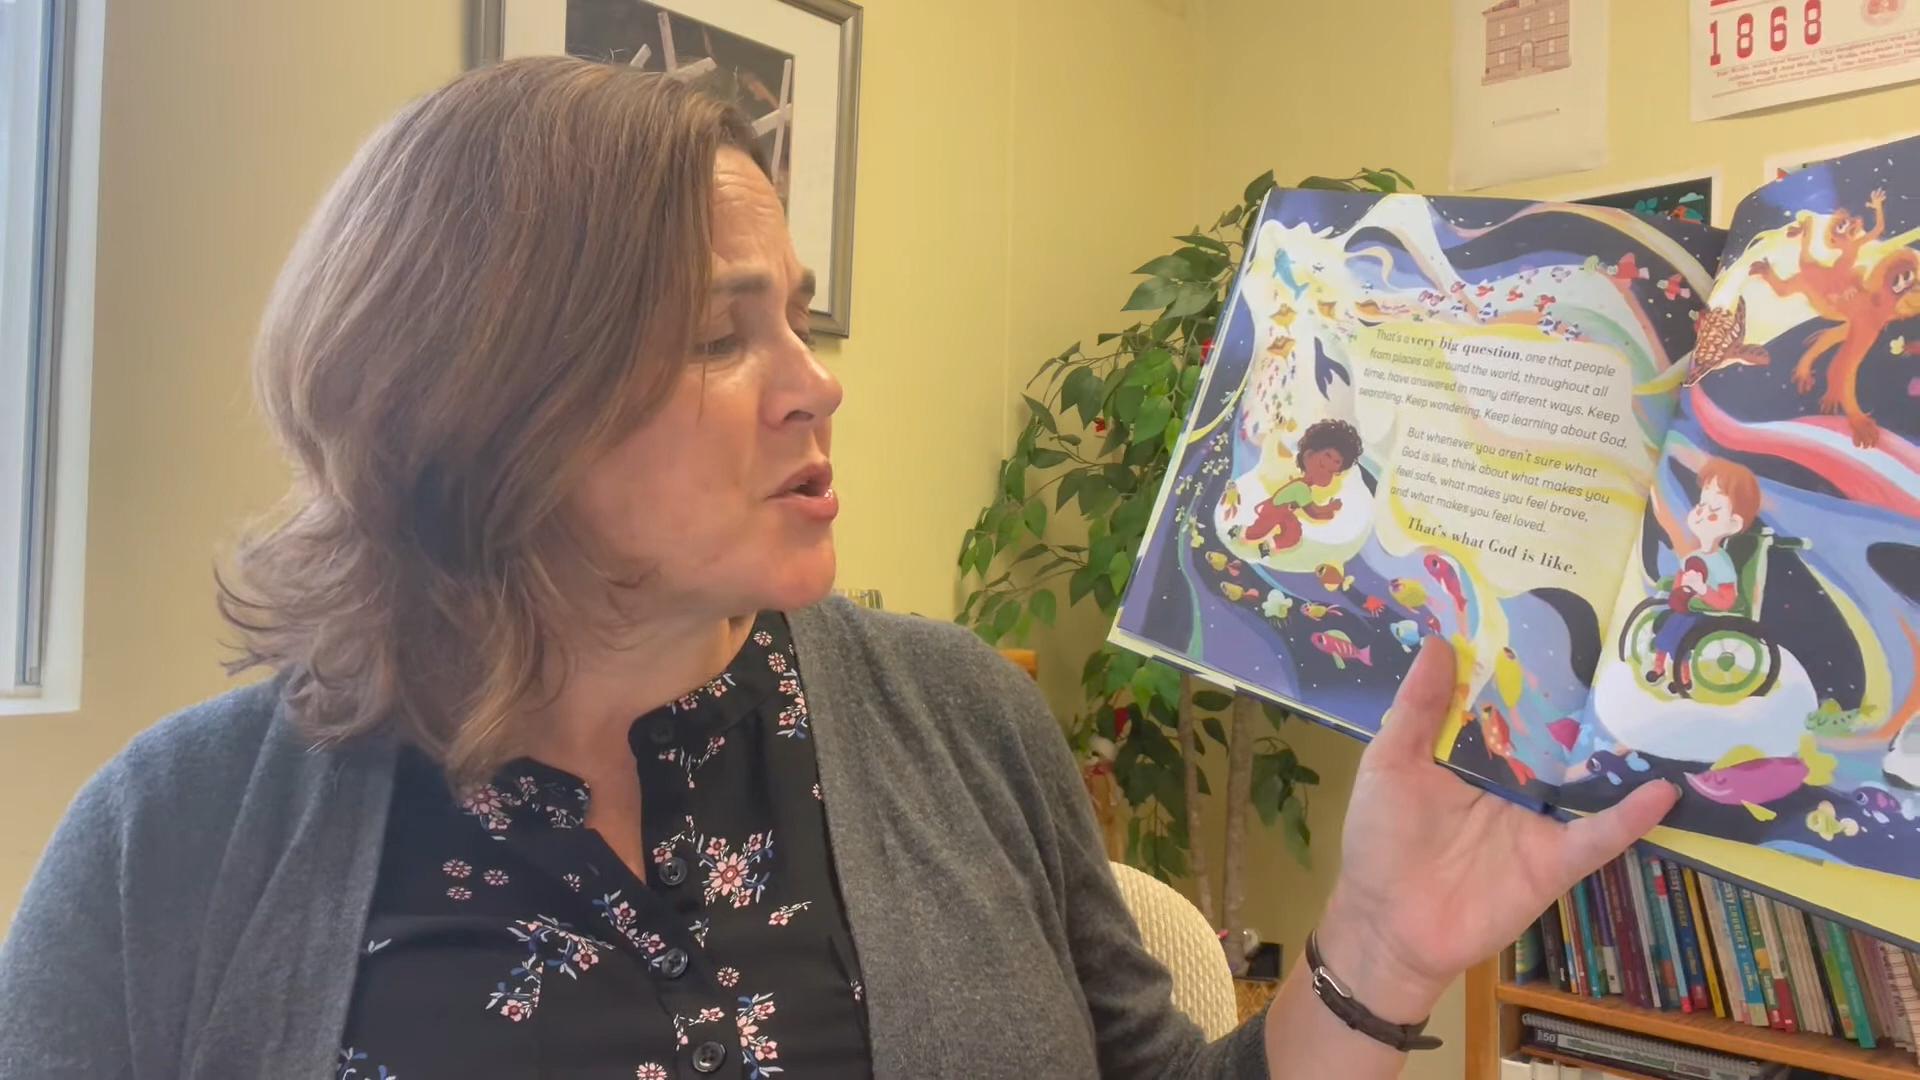 1868
That's a very big question, one that people
from places all around the world, throughout all
time, have answered in many different ways. Keep
searching. Keep wondering. Keep learning about God.
But whenever you aren't sure what
God is like, think about what makes you
feel safe, what makes you feel brave,
and what makes you feel loved.
That's what God is like.